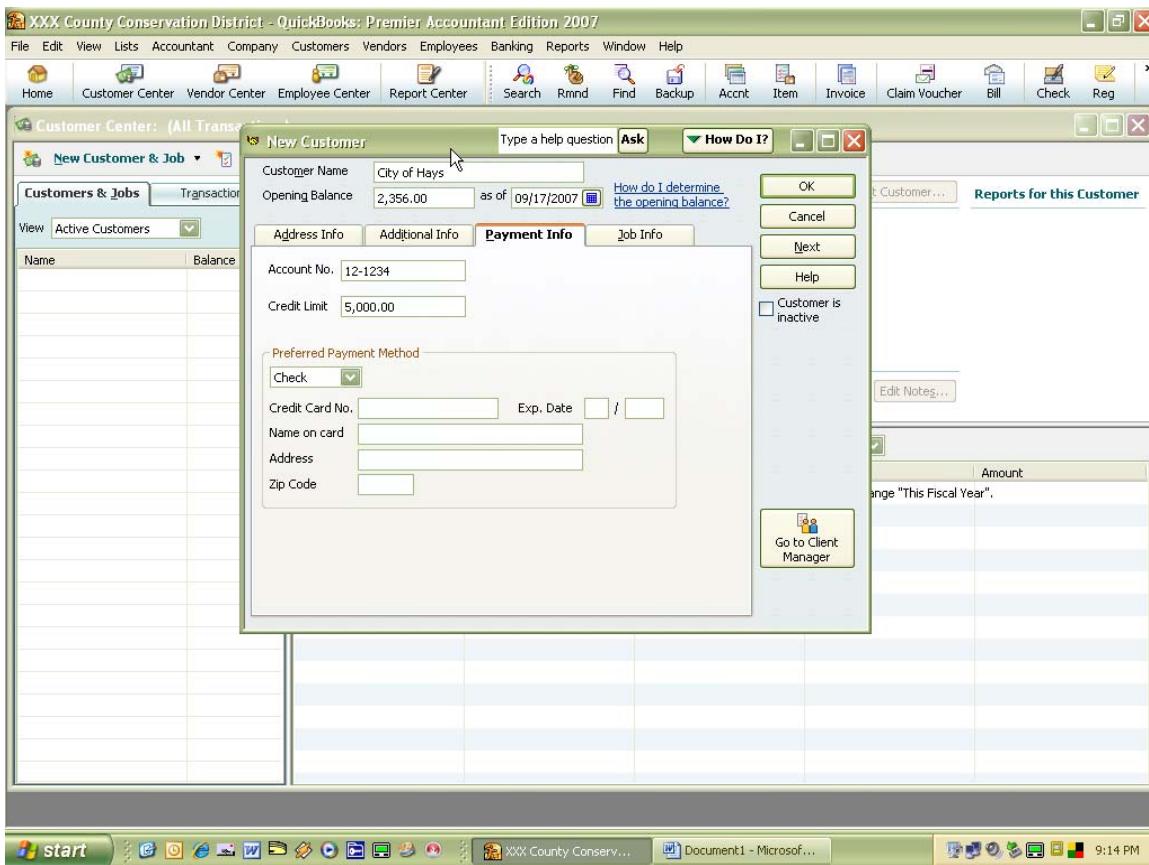 XXX County Conservation District - QuickBooks: Premier Accountant Edition 2007
File Edit View Lists Accountant Company Customers Vendors Employees Banking Reports Window Help
Home Customer Center Vendor Center Employee Center Report Center Search Rmnd Find Backup Accnt Item Invoice Claim Voucher Bill Check Reg
Customer Center: (All Transa
New Customer & Job
Customers & Jobs Transaction
View Active Customers
Name Balance
New Customer Type a help question Ask How Do I?
Customer Name City of Hays
Opening Balance 2,356.00 as of 09/17/2007 How do I determine
the opening balance?
Address Info Additional Info Payment Info Job Info
Account No. 12-1234
Credit Limit 5,000.00
Preferred Payment Method
Check
Credit Card No. Exp. Date /
Name on card
Address
Zip Code
OK
Cancel
Next
Help
Customer is
inactive
Go to Client
Manager
t Customer... Reports for this Customer
Edit Notes...
Amount
ange "This Fiscal Year".
start XXX County Conserv... Document1 - Microsof... 9:14 PM